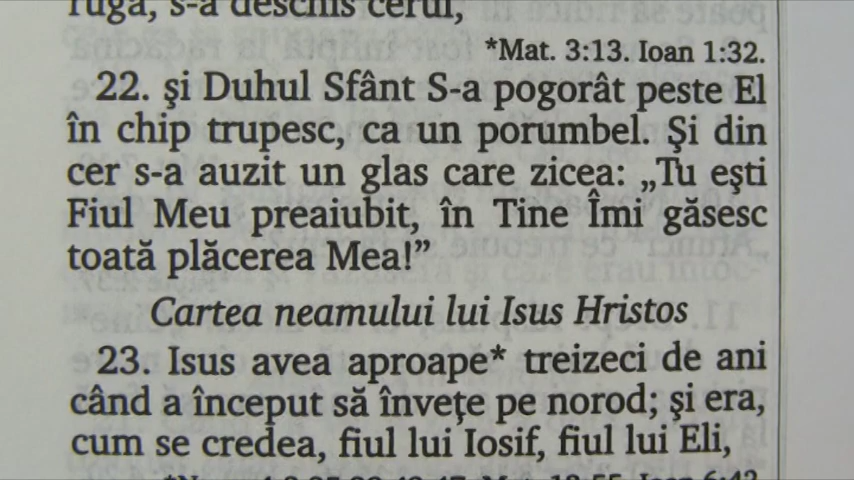 rugă, s-a deschis cerul,
*Mat. 3:13. Ioan 1:32.
22. şi Duhul Sfânt S-a pogorât peste El
în chip trupesc, ca un porumbel. Şi din
cer s-a auzit un glas care zicea: „Tu eşti
Fiul Meu preaiubit, în Tine Îmi găsesc
toată plăcerea Mea!”
Cartea neamului lui Isus Hristos
23. Isus avea aproape* treizeci de ani
când a început să înveţe pe norod; şi era,
cum se credea, fiul lui Iosif, fiul lui Eli,